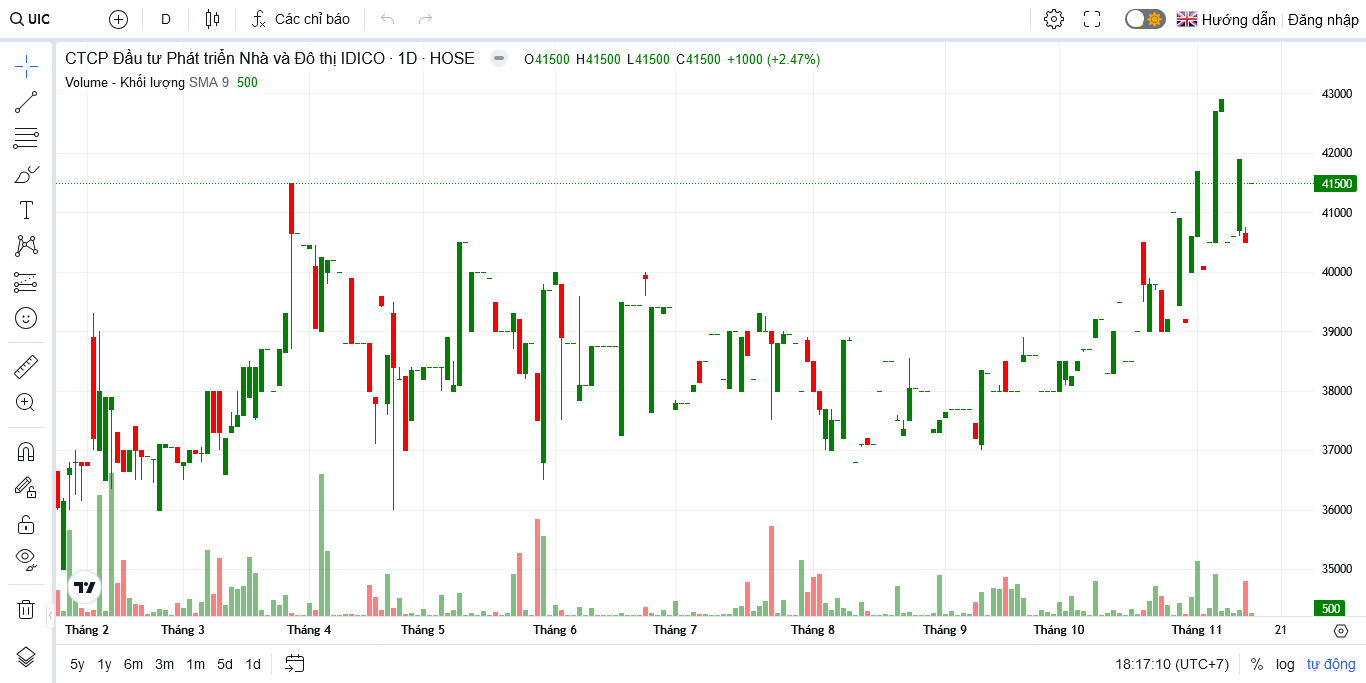 UIC D Các chỉ báo Hướng dẫn Đăng nhập
CTCP Đầu tư Phát triển Nhà và Đô thị IDICO · 1D · HOSE O41500 H41500 L41500 C41500 +1000 (+2.47%)
Volume - Khối lượng SMA 9 500
43000
42000
41500
41000
40000
39000
38000
37000
36000
35000
500
Tháng 2 Tháng 3 Tháng 4 Tháng 5 Tháng 6 Tháng 7 Tháng 8 Tháng 9 Tháng 10 Tháng 11 21
5y 1y 6m 3m 1m 5d 1d 18:17:10 (UTC+7) % log tự động